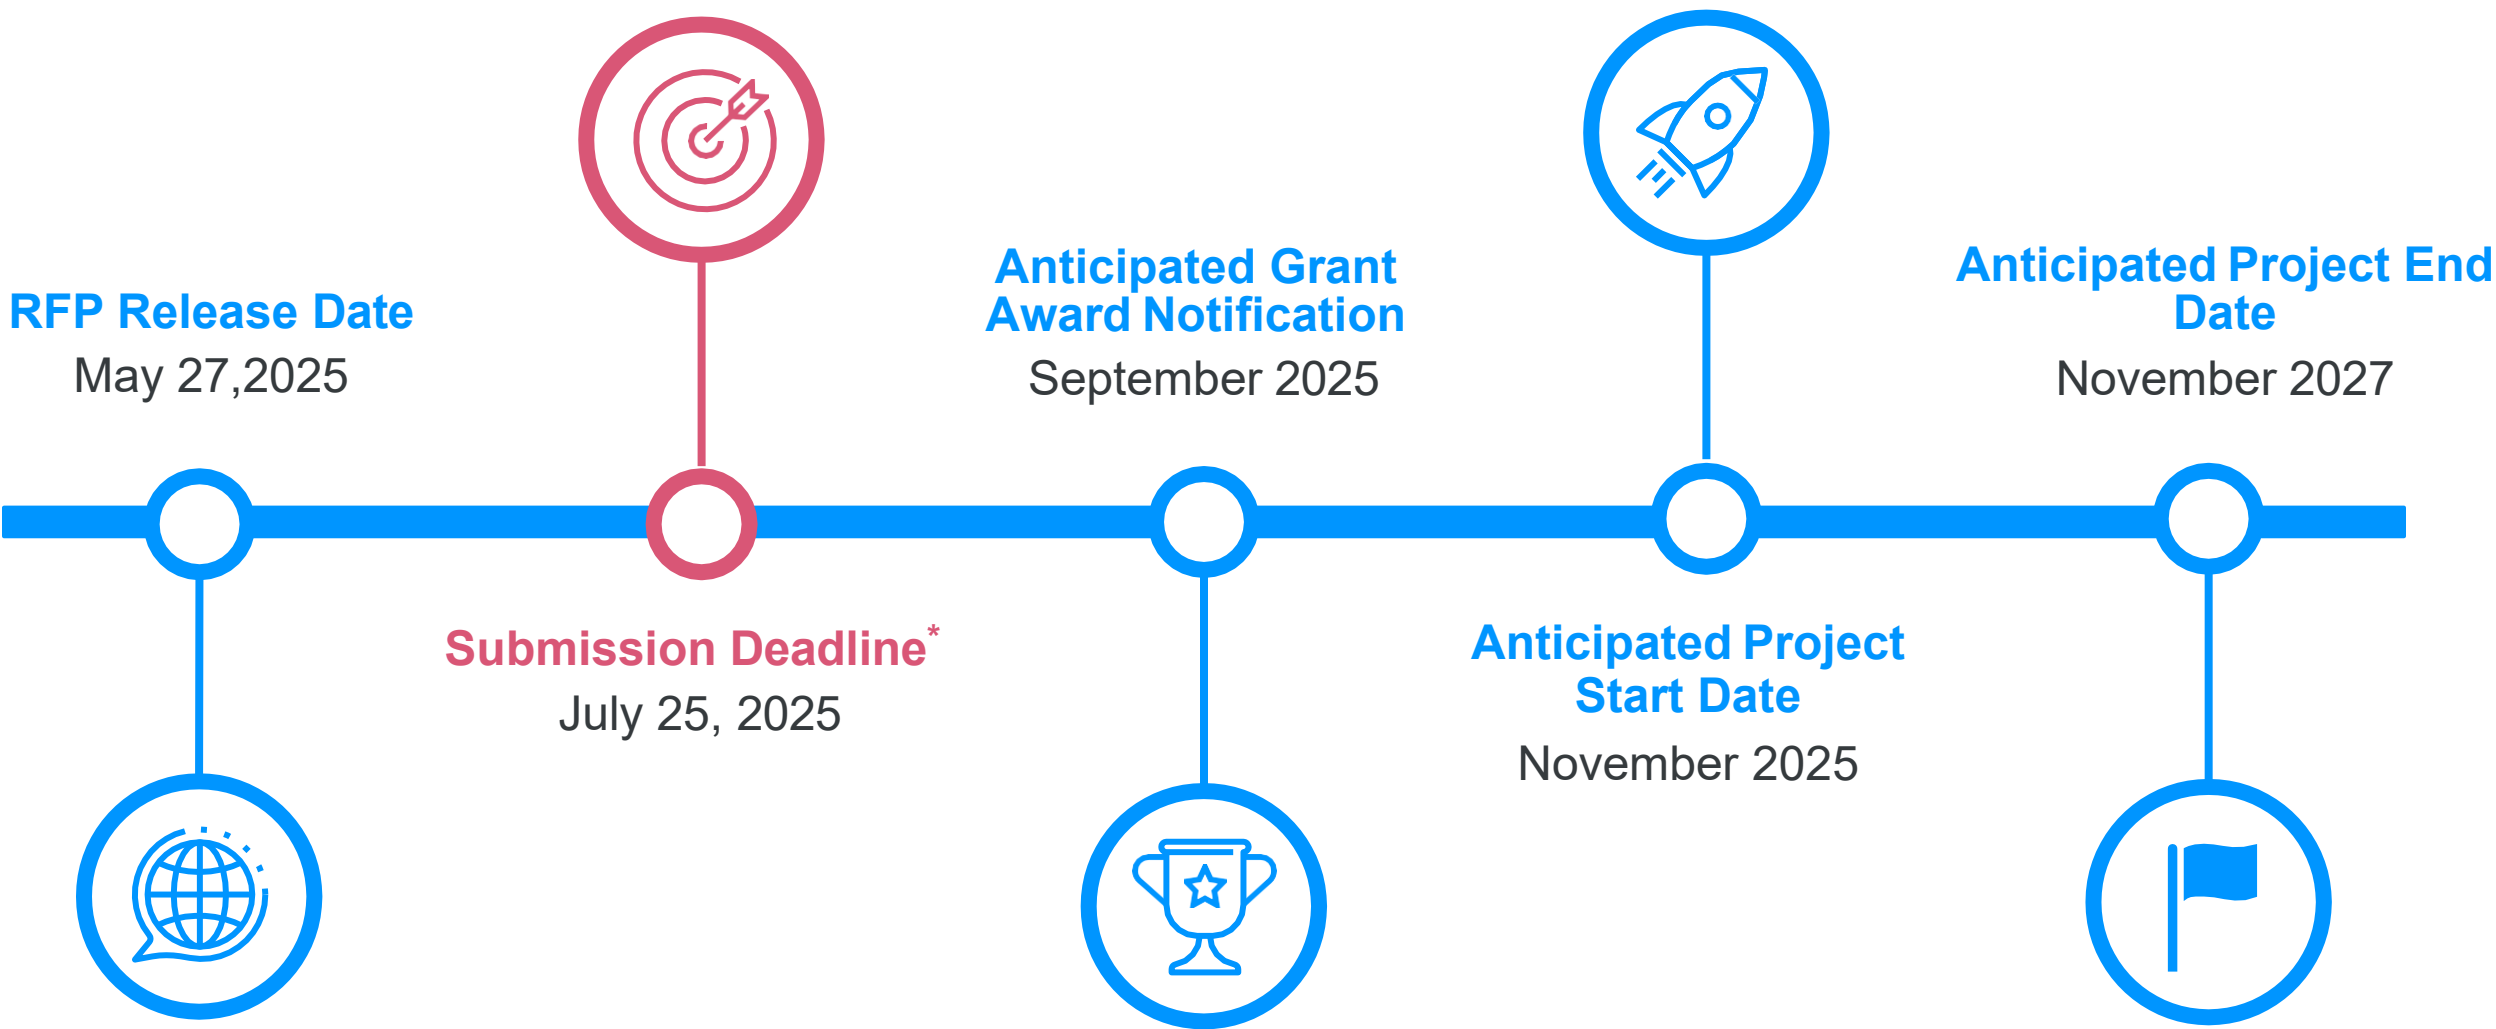 RFP Release Date
May 27,2025
Submission Deadline*
July 25, 2025
Anticipated Grant
Award Notification
September 2025
Anticipated Project
Start Date
November 2025
Anticipated Project End
Date
November 2027